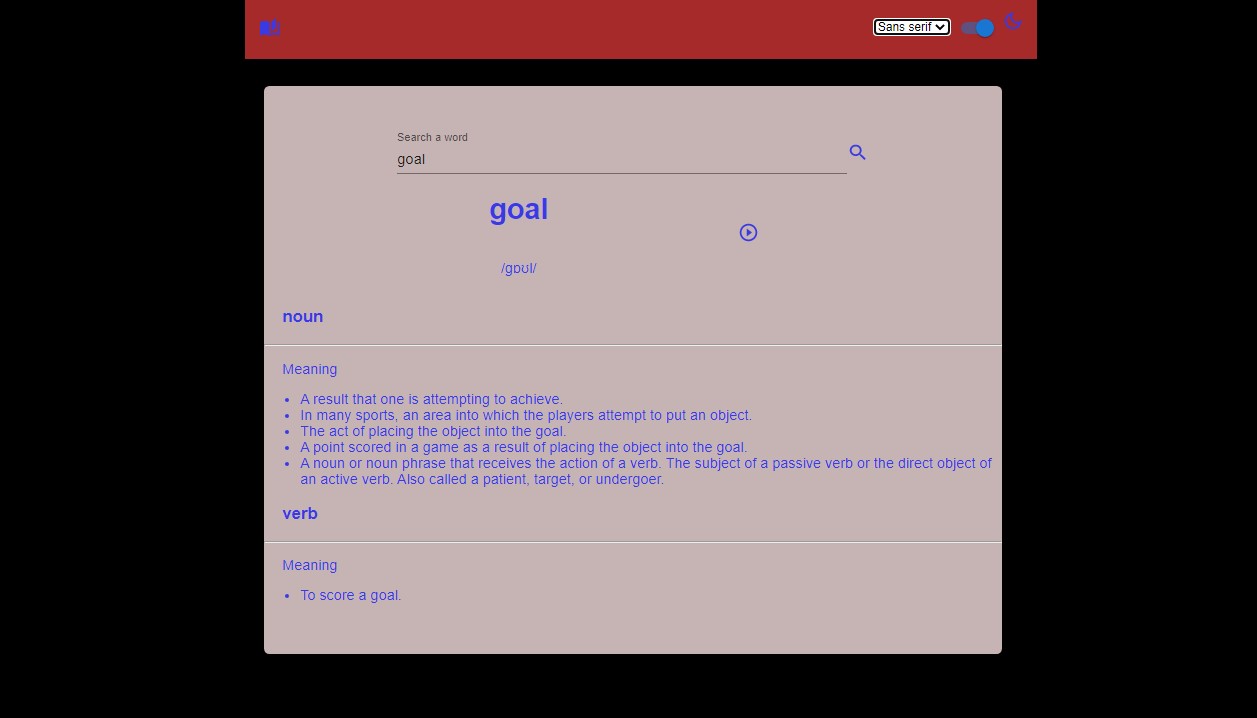 Sans serif
Search a word
goal
goal
/ɡɒʊl/
noun
Meaning
A result that one is attempting to achieve.
In many sports, an area into which the players attempt to put an object.
The act of placing the object into the goal.
A point scored in a game as a result of placing the object into the goal.
A noun or noun phrase that receives the action of a verb. The subject of a passive verb or the direct object of
an active verb. Also called a patient, target, or undergoer.
verb
Meaning
To score a goal.